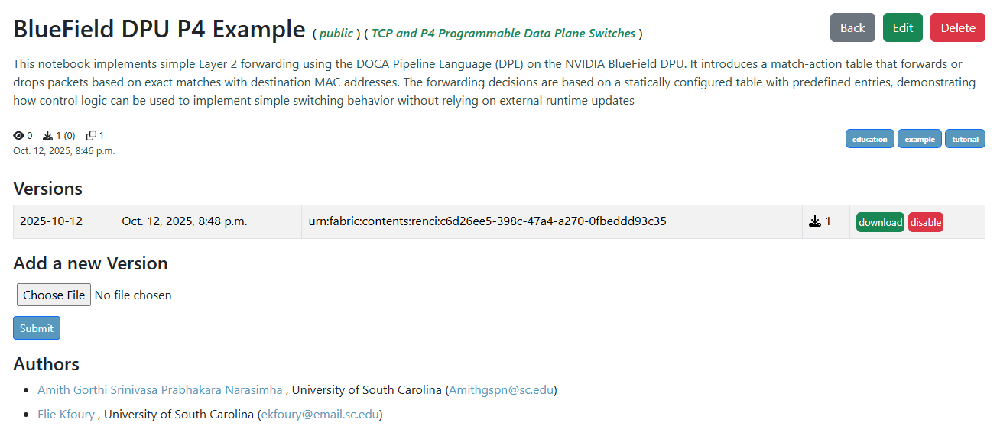 BlueField DPU P4 Example ( public ) ( TCP and P4 Programmable Data Plane Switches ) Back Edit Delete
This notebook implements simple Layer 2 forwarding using the DOCA Pipeline Language (DPL) on the NVIDIA BlueField DPU. It introduces a match-action table that forwards or
drops packets based on exact matches with destination MAC addresses. The forwarding decisions are based on a statically configured table with predefined entries, demonstrating
how control logic can be used to implement simple switching behavior without relying on external runtime updates
0 1 (0) 1 education example tutorial
Oct. 12, 2025, 8:46 p.m.
Versions
2025-10-12 Oct. 12, 2025, 8:48 p.m. urn:fabric:contents:renci:c6d26ee5-398c-47a4-a270-0fbeddd93c35 1 download disable
Add a new Version
Choose File No file chosen
Submit
Authors
• Amith Gorthi Srinivasa Prabhakara Narasimha , University of South Carolina (Amithgspn@sc.edu)
• Elie Kfoury , University of South Carolina (ekfoury@email.sc.edu)